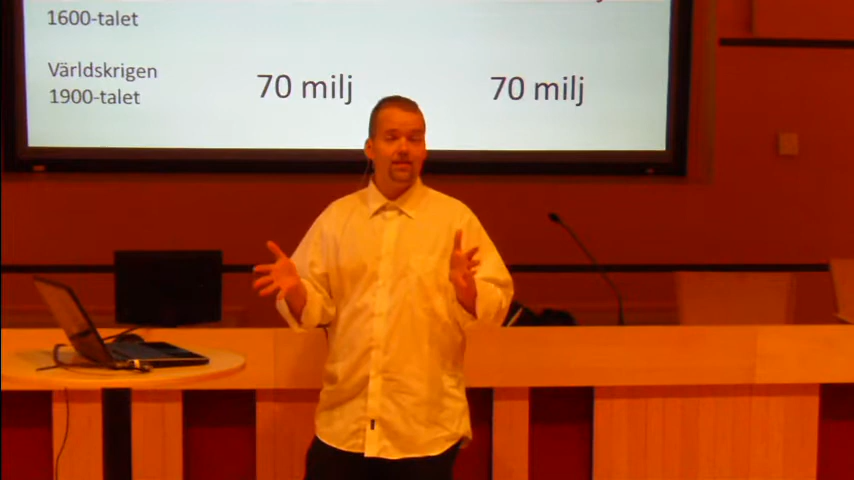 1600-talet
Världskrigen
1900-talet
70 milj
70 milj